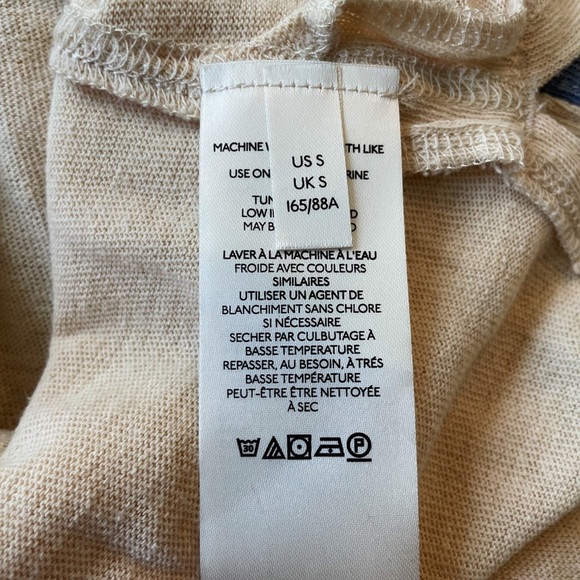 MACHINE W
TH LIKE
USE ON
RINE
TUM
LOW I
D
MAY B
D
US S
UK S
165/88A
LAVER À LA MACHINE À L'EAU
FROIDE AVEC COULEURS
SIMILAIRES
UTILISER UN AGENT DE
BLANCHIMENT SANS CHLORE
SI NÉCESSAIRE
SECHER PAR CULBUTAGE À
BASSE TEMPERATURE
REPASSER, AU BESOIN, À TRÉS
BASSE TEMPÉRATURE
PEUT-ÊTRE ÊTRE NETTOYÉE
À SEC
30
P